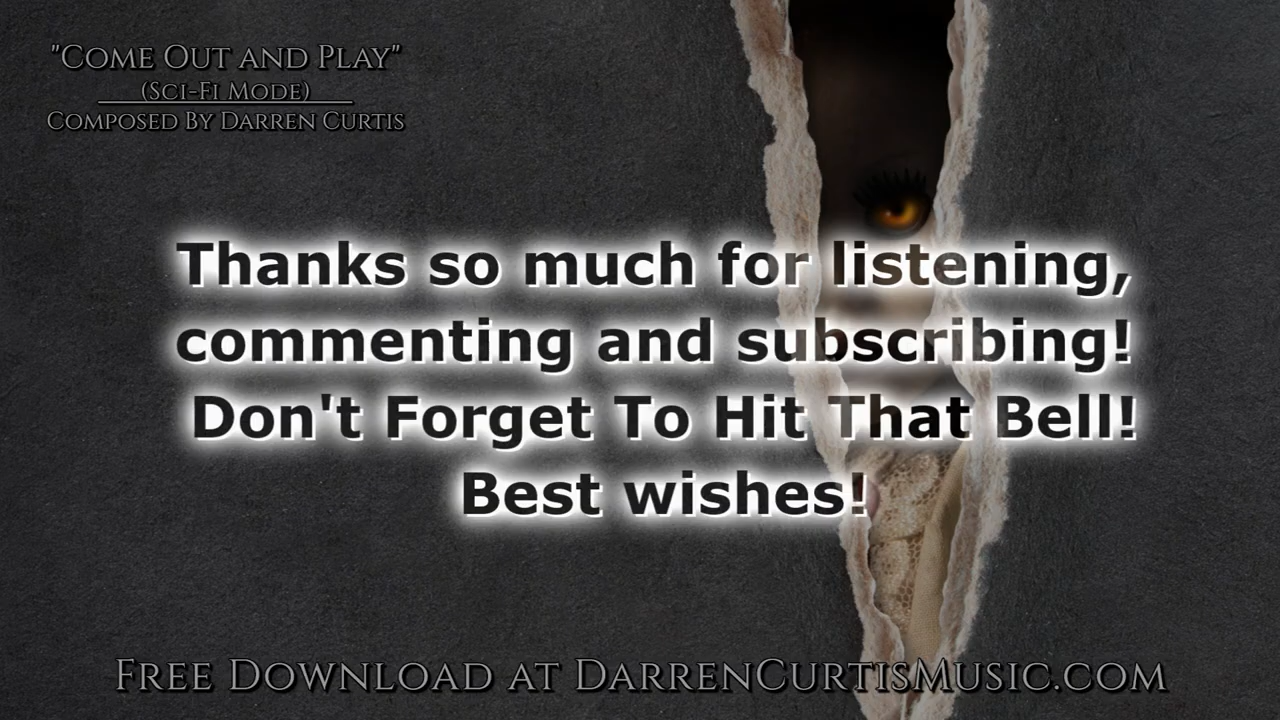 "Come Out and Play"
(Sci-Fi Mode)
Composed By Darren Curtis
Thanks so much for listening,
commenting and subscribing!
Don't Forget To Hit That Bell!
Best wishes!
Free Download at DarrenCurtisMusic.com